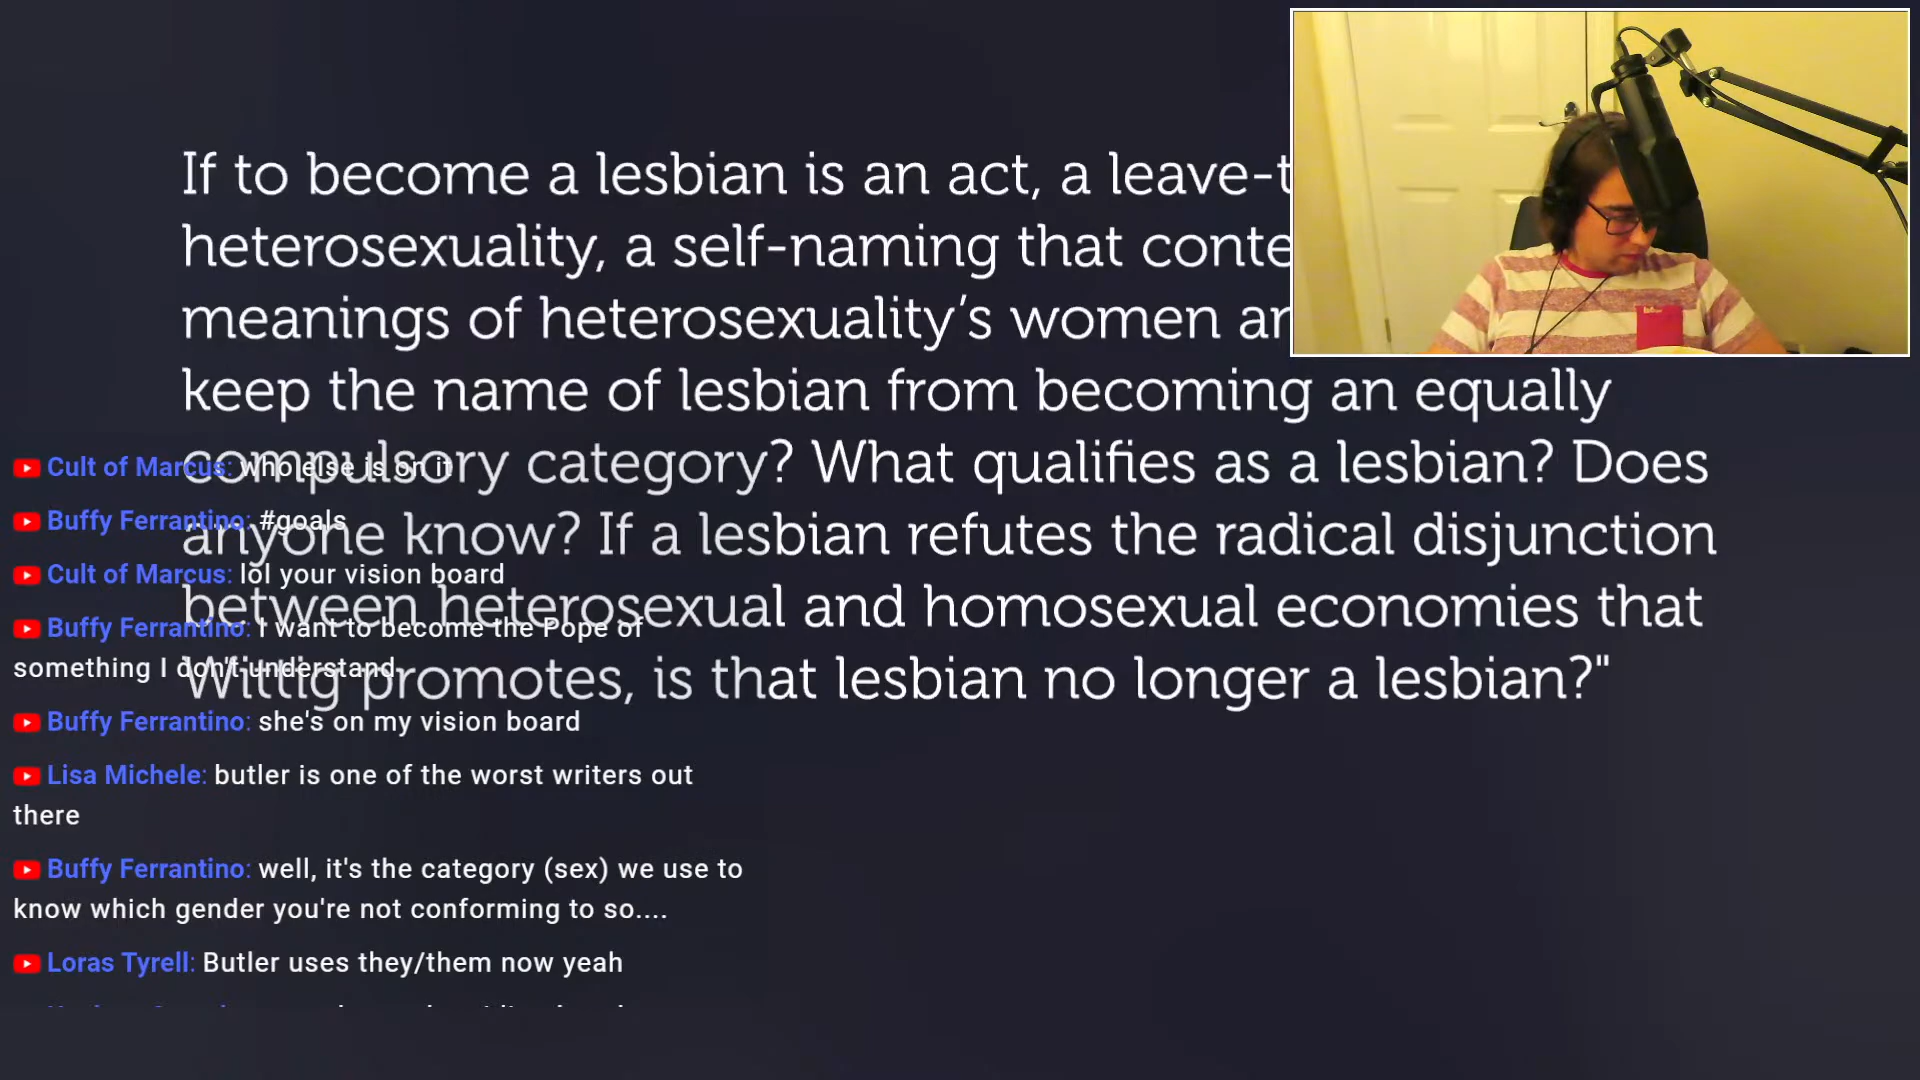 If to become a lesbian is an act, a leave-t
heterosexuality, a self-naming that conte
meanings of heterosexuality’s women an
keep the name of lesbian from becoming an equally
compulsory category? What qualifies as a lesbian? Does
anyone know? If a lesbian refutes the radical disjunction
between heterosexual and homosexual economies that
Wittig promotes, is that lesbian no longer a lesbian?"
Cult of Marcus: who else is on it
Buffy Ferrantino: #goals
Cult of Marcus: lol your vision board
Buffy Ferrantino: I want to become the Pope of
something I don't understand
Buffy Ferrantino: she's on my vision board
Lisa Michele: butler is one of the worst writers out
there
Buffy Ferrantino: well, it's the category (sex) we use to
know which gender you're not conforming to so....
Loras Tyrell: Butler uses they/them now yeah